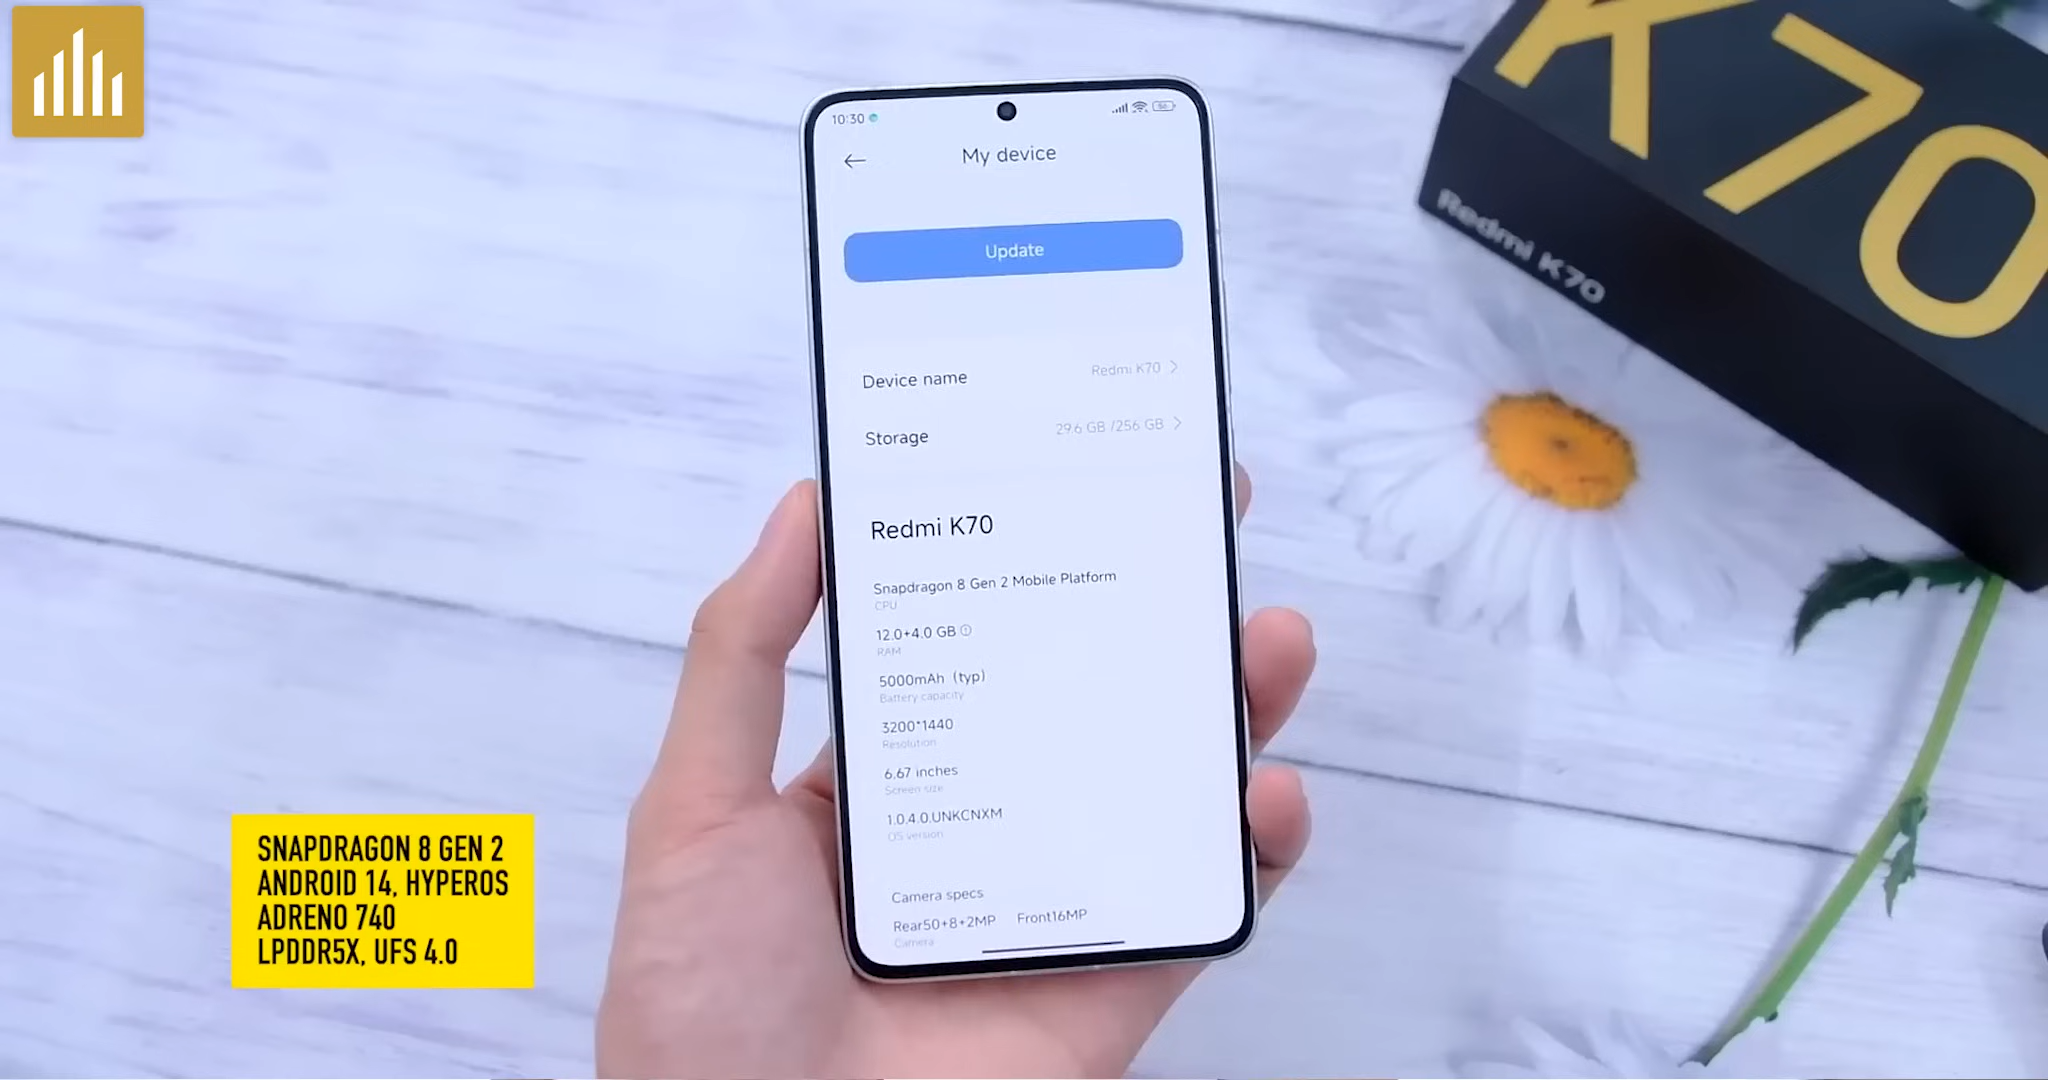 10:30
My device
Update
Device name
Redmi K70
Storage
29.6 GB /256 GB
Redmi K70
Snapdragon 8 Gen 2 Mobile Platform
CPU
12.0+4.0 GB
RAM
5000mAh (typ)
Battery capacity
3200*1440
Resolution
6.67 inches
Screen size
1.0.4.0.UNKCNXM
OS version
Camera specs
Rear50+8+2MP Front16MP
Camera
K70
Redmi K70
SNAPDRAGON 8 GEN 2
ANDROID 14, HYPEROS
ADRENO 740
LPDDR5X, UFS 4.0